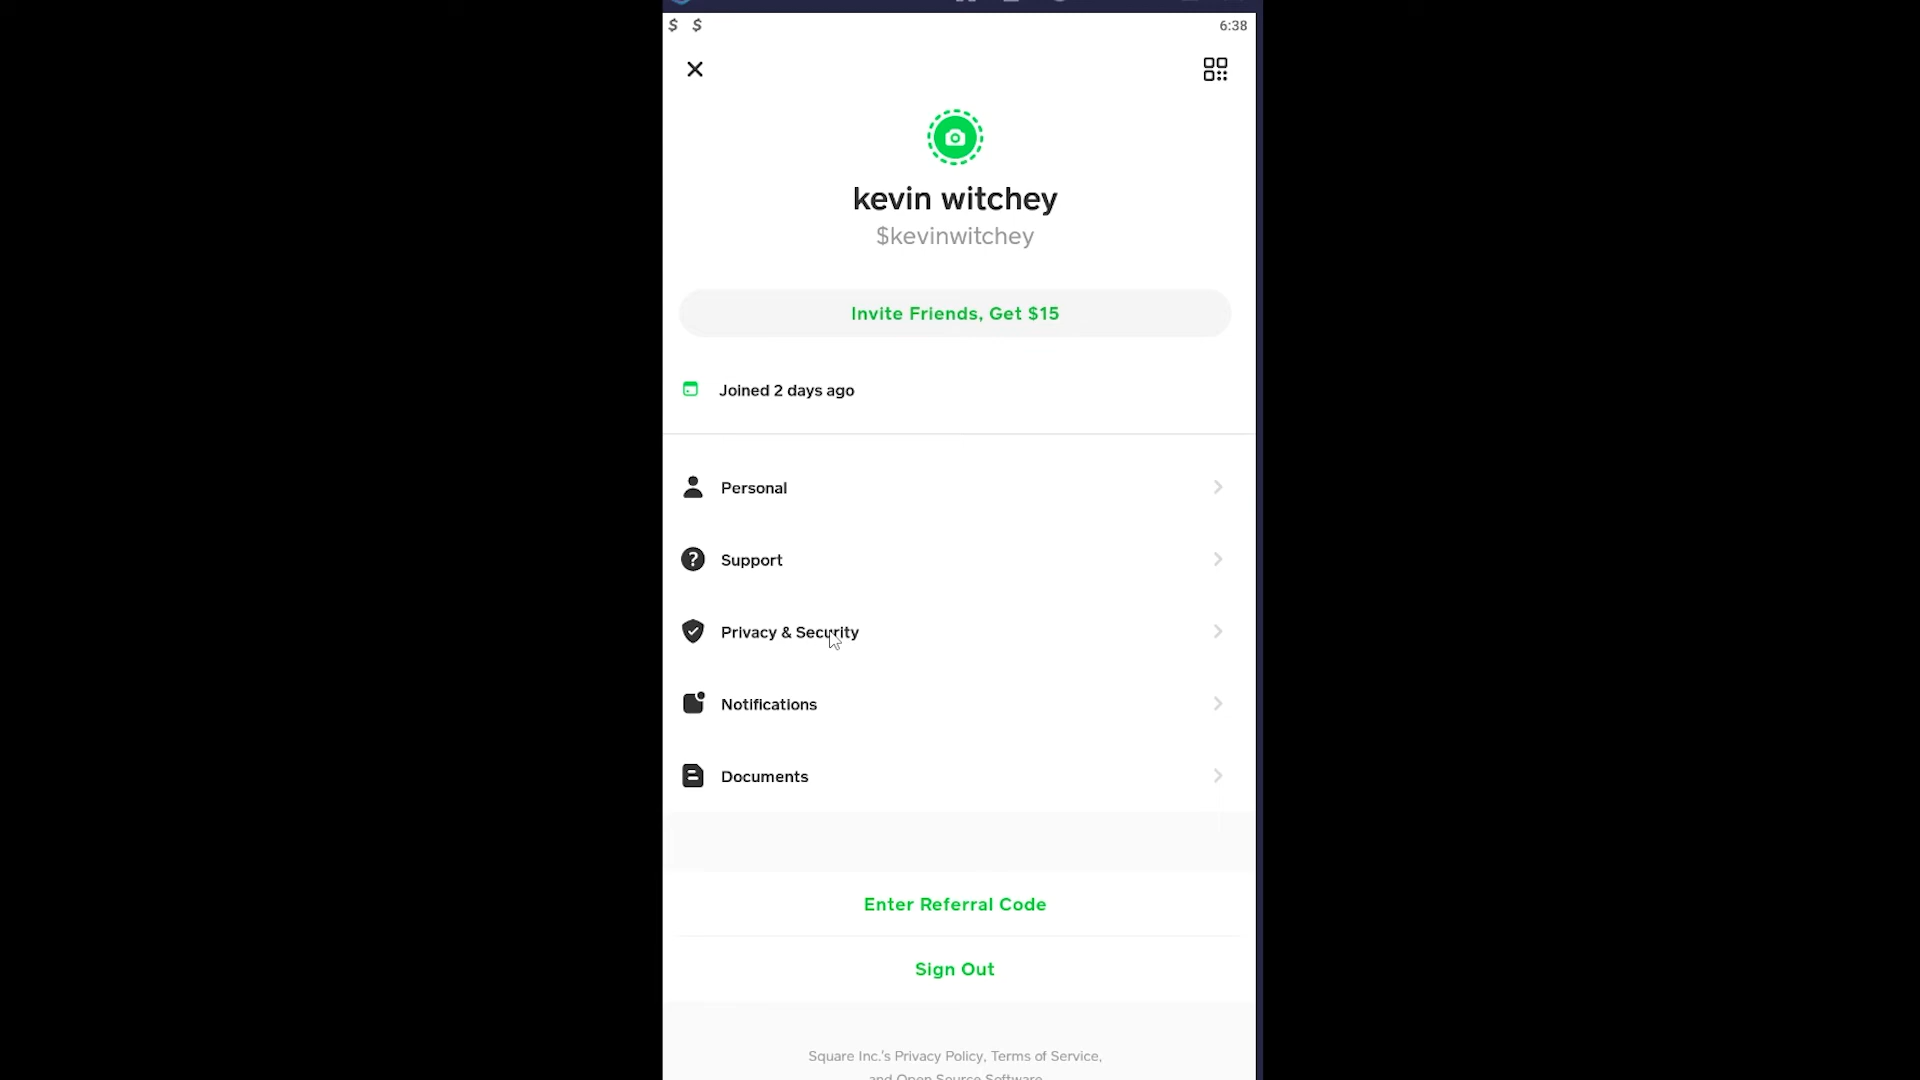 $ $ 6:38
kevin witchey
$kevinwitchey
Invite Friends, Get $15
Joined 2 days ago
Personal
Support
Privacy & Security
Notifications
Documents
Enter Referral Code
Sign Out
Square Inc.'s Privacy Policy, Terms of Service,
and Open Source Software